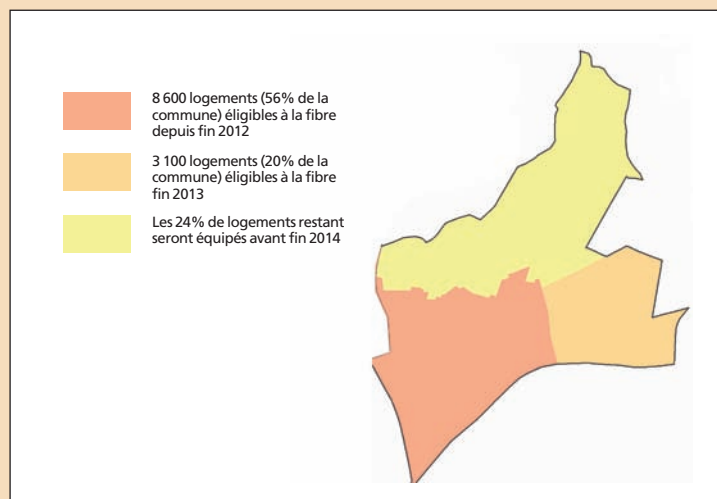 8 600 logements (56% de la
commune) éligibles à la fibre
depuis fin 2012
3 100 logements (20% de la
commune) éligibles à la fibre
fin 2013
Les 24% de logements restant
seront équipés avant fin 2014